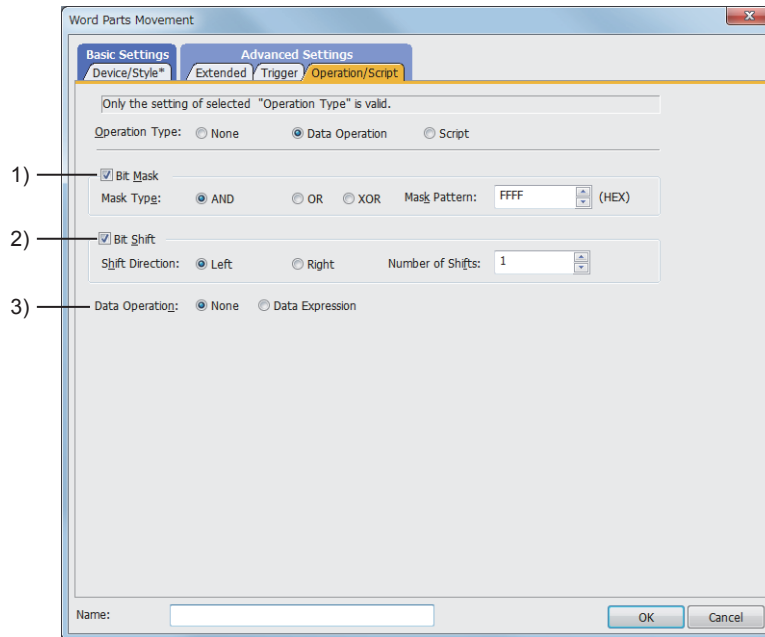 Word Parts Movement
x
Basic Settings Advanced Settings
Device/Style* Extended Trigger Operation/Script
Only the setting of selected "Operation Type" is valid.
Operation Type: None Data Operation Script
1) Bit Mask
Mask Type: AND OR XOR Mask Pattern: FFFF (HEX)
2) Bit Shift
Shift Direction: Left Right Number of Shifts: 1
3) Data Operation: None Data Expression
Name: OK Cancel